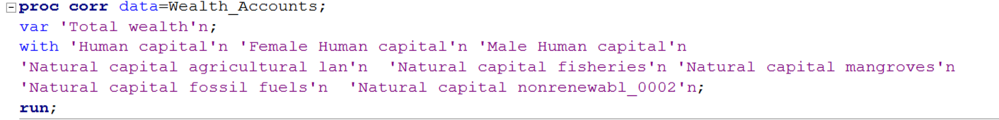 proc corr data=Wealth_Accounts;
var 'Total wealth'n;
with 'Human capital'n 'Female Human capital'n 'Male Human capital'n
'Natural capital agricultural lan'n  'Natural capital fisheries'n 'Natural capital mangroves'n
'Natural capital fossil fuels'n  'Natural capital nonrenewabl_0002'n;
run;